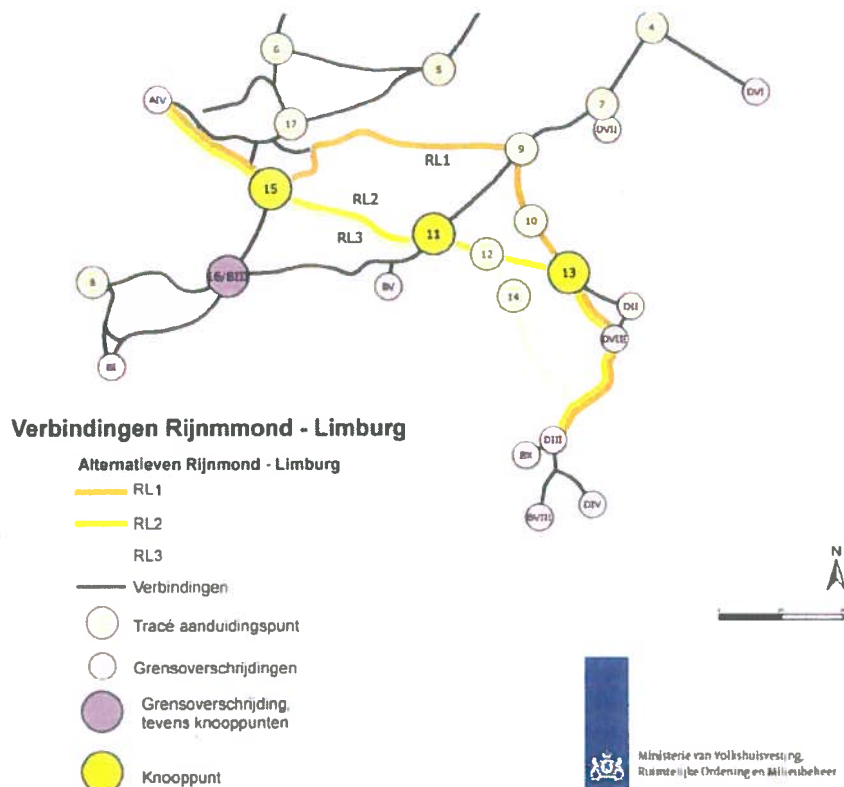 6
5
4
DVI
AIV
17
7
DVII
9
RL1
15
RL2
10
RL3
11
12
13
16/BIII
8
BV
14
DII
DVIII
DIII
DIV
BVIII
Verbindingen Rijnmmond - Limburg
Alternatieven Rijnmond - Limburg
RL1
RL2
RL3
Verbindingen
Tracé aanduidingspunt
Grensoverschrijdingen
Grensoverschrijding,
tevens knooppunten
Knooppunt
N
Ministerie van Volkshuisvesting,
Ruimtelijke Ordening en Milieubeheer